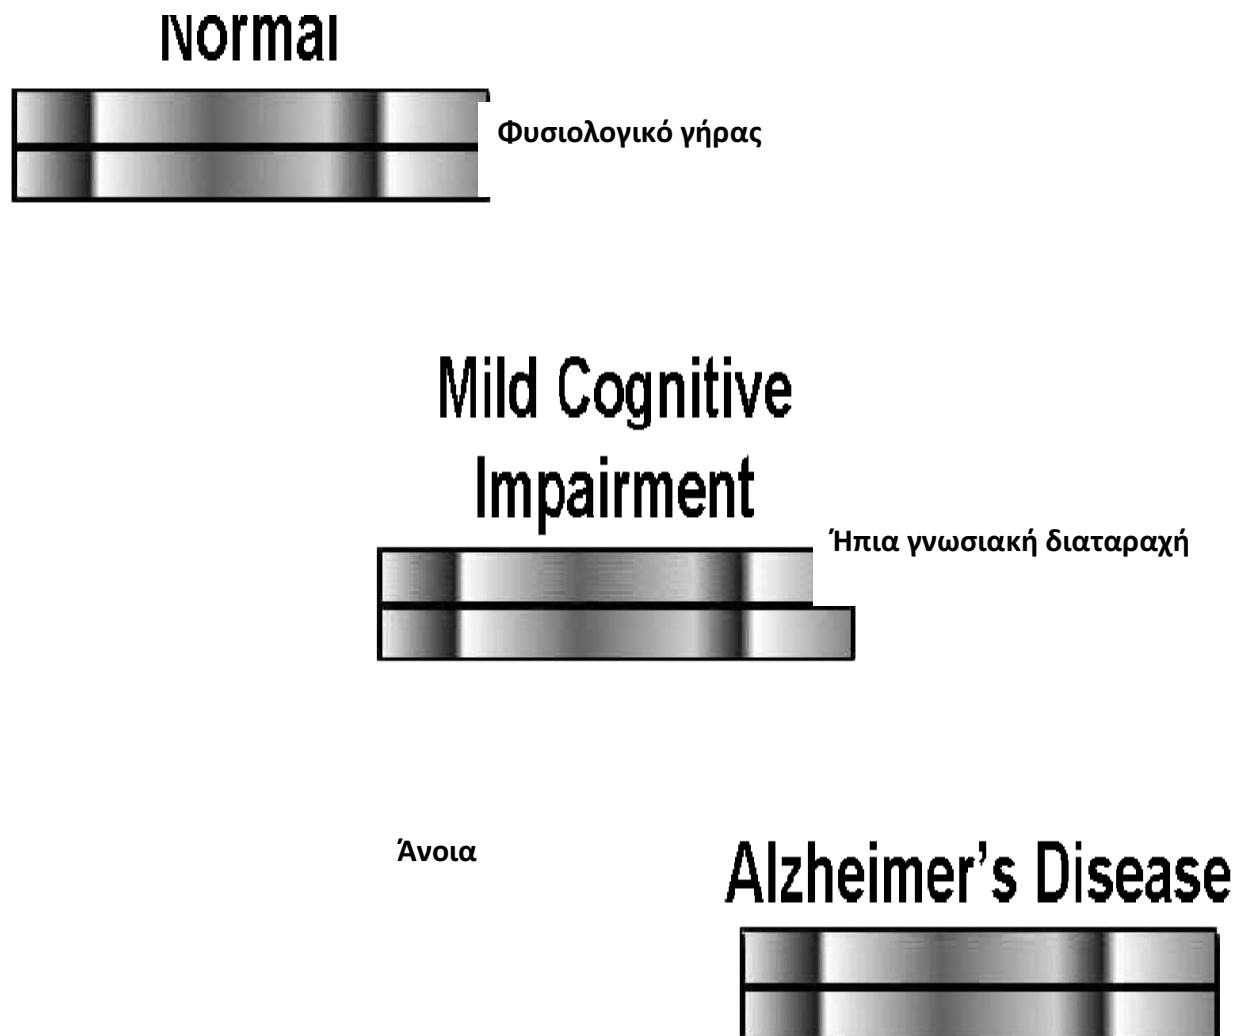 Normal
Φυσιολογικό γήρας
Mild Cognitive
Impairment
Ήπια γνωσιακή διαταραχή
Άνοια
Alzheimer’s Disease